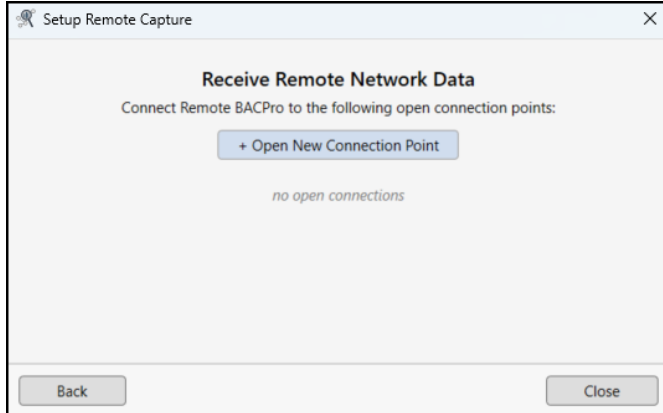 Setup Remote Capture
Receive Remote Network Data
Connect Remote BACPro to the following open connection points:
+ Open New Connection Point
no open connections
Back
Close